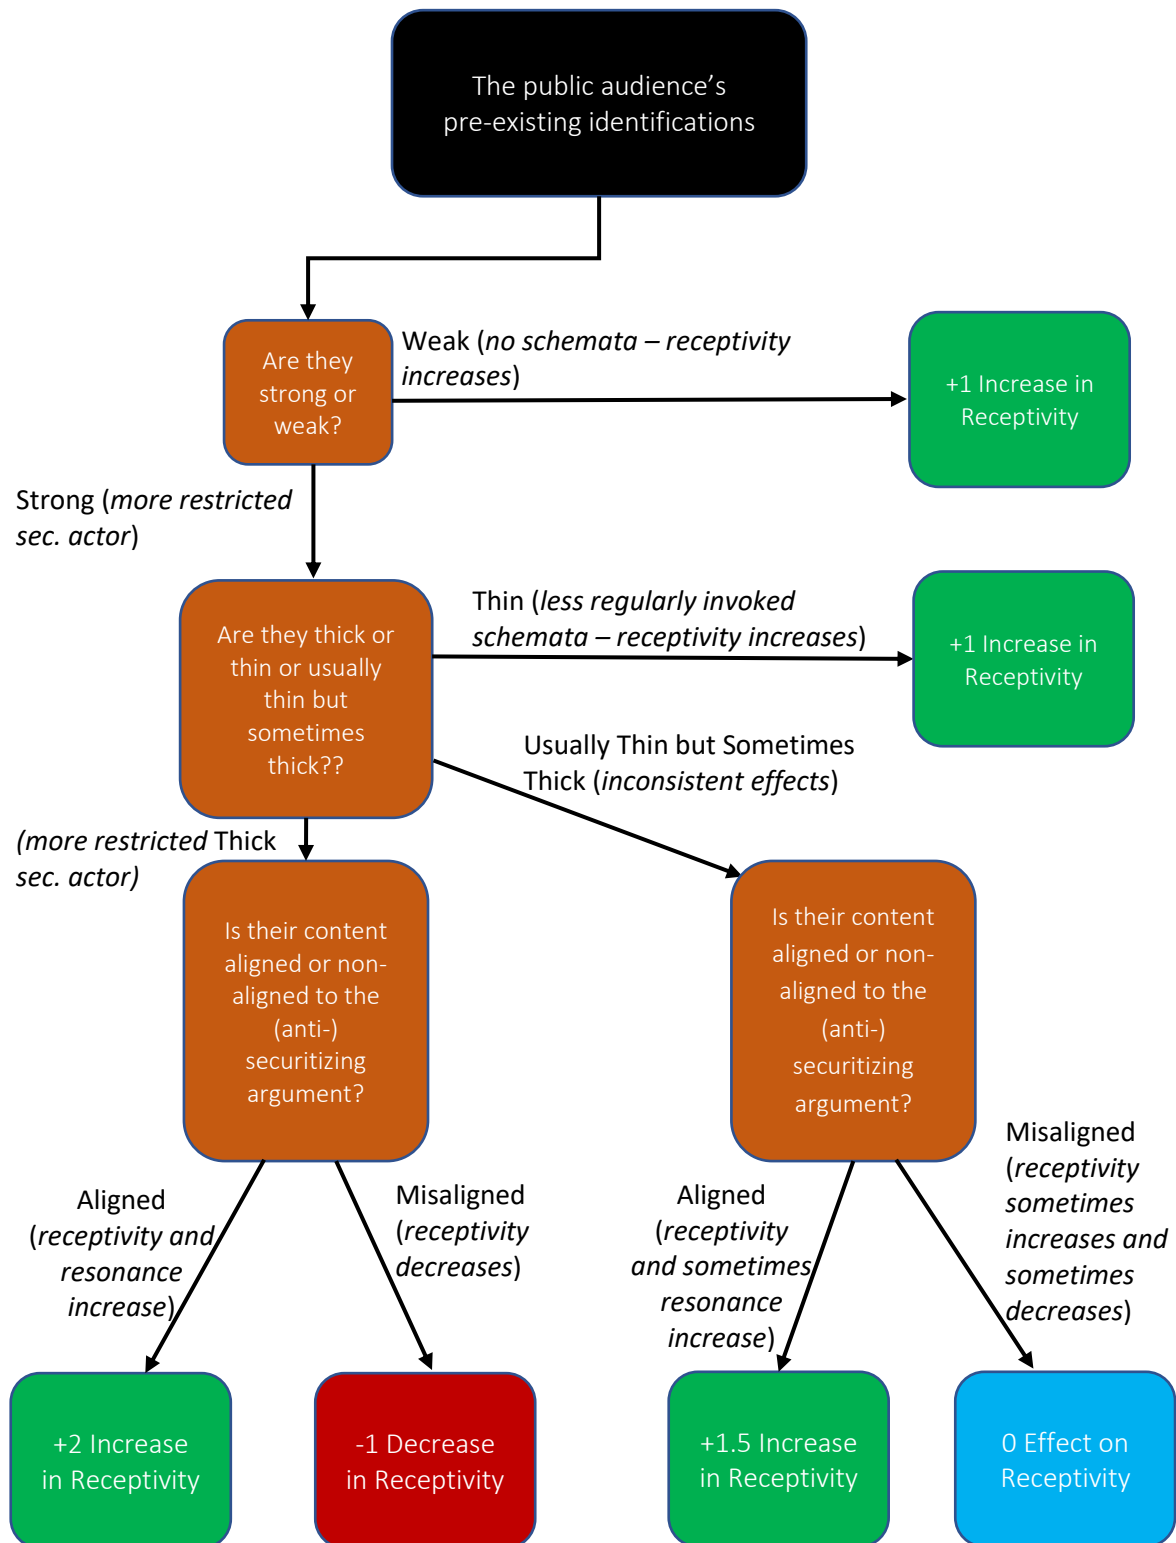 The public audience’s
pre-existing identifications
Are they
strong or
weak?
Weak (no schemata – receptivity
increases)
+1 Increase in
Receptivity
Strong (more restricted
sec. actor)
Are they thick or
thin or usually
thin but
sometimes
thick??
Thin (less regularly invoked
schemata – receptivity increases)
+1 Increase in
Receptivity
Usually Thin but Sometimes
Thick (inconsistent effects)
(more restricted Thick
sec. actor)
Is their content
aligned or non-
aligned to the
(anti-)
securitizing
argument?
Is their content
aligned or non-
aligned to the
(anti-)
securitizing
argument?
Aligned
(receptivity and
resonance
increase)
Misaligned
(receptivity
decreases)
Aligned
(receptivity
and sometimes
resonance
increase)
Misaligned
(receptivity
sometimes
increases and
sometimes
decreases)
+2 Increase
in Receptivity
-1 Decrease
in Receptivity
+1.5 Increase
in Receptivity
0 Effect on
Receptivity